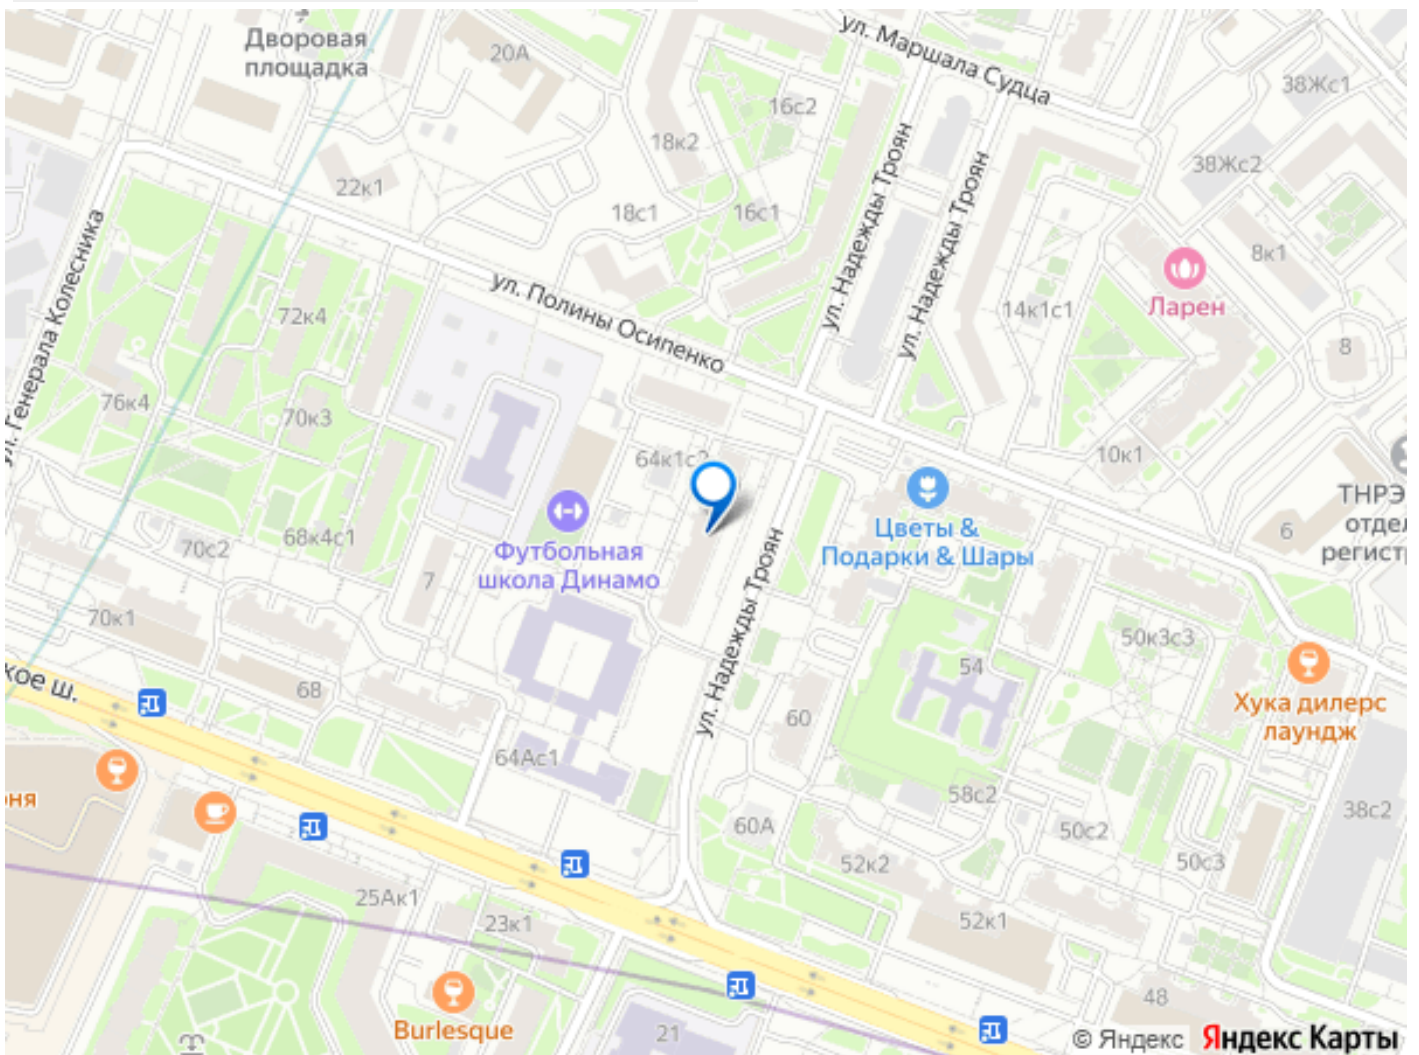 Дворовая
площадка
20А
ул. Маршала Судца
38Жс1
16с2
18к2
38Жс2
22к1
18с1
16с1
ул. Надежды Троян
ул. Надежды Троян
8к1
ул. Генерала Колесника
ул. Полины Осипенко
72к4
14к1с1
Ларен
8
76к4
70к3
64к1с2
10к1
ТНРЭ
отдел
регист
6
Цветы &
Подарки & Шары
Футбольная
школа Динамо
70с2
68к4с1
7
ул. Надежды Троян
70к1
50к3с3
54
кое ш.
68
60
Хука дилерс
лаундж
64Ас1
58с2
оня
60А
50с2
38с2
52к2
50с3
25Ак1
23к1
52к1
48
Burlesque
21
© Яндекс Яндекс Карты